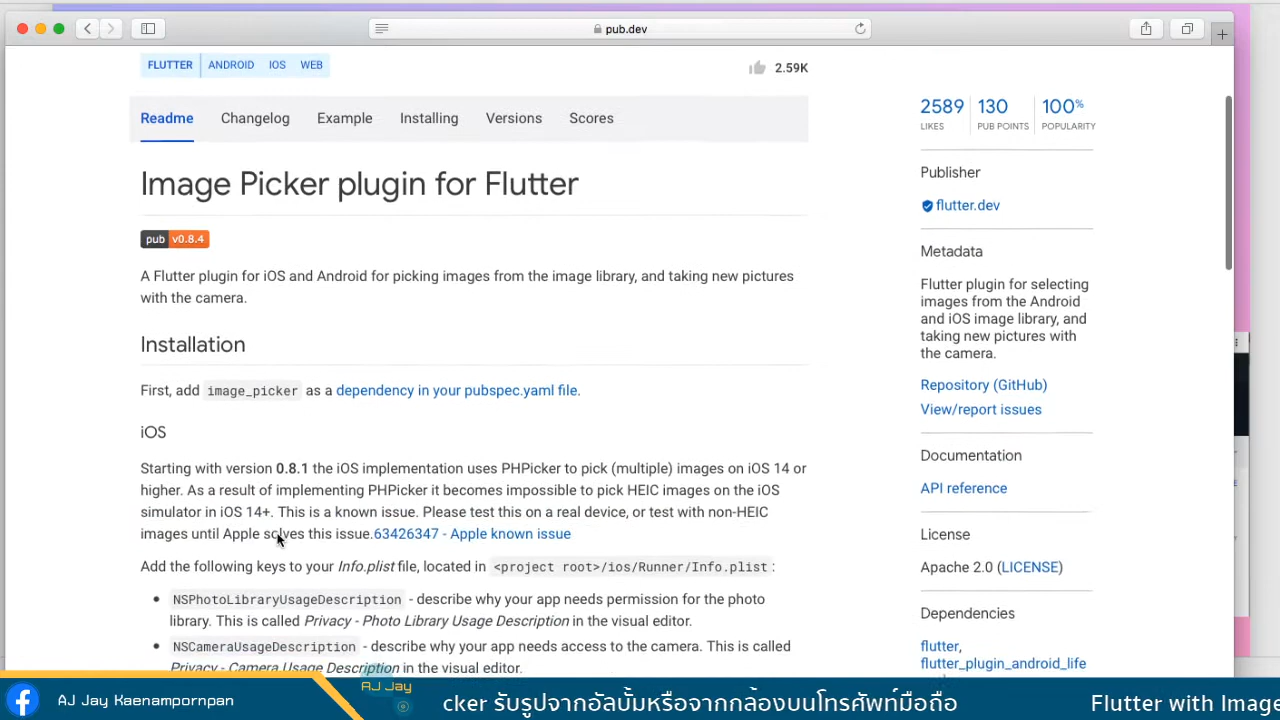 pub.dev
FLUTTER ANDROID IOS WEB
2.59K
Readme Changelog Example Installing Versions Scores
Image Picker plugin for Flutter
pub v0.8.4
A Flutter plugin for iOS and Android for picking images from the image library, and taking new pictures
with the camera.
Installation
First, add image_picker as a dependency in your pubspec.yaml file.
iOS
Starting with version 0.8.1 the iOS implementation uses PHPicker to pick (multiple) images on iOS 14 or
higher. As a result of implementing PHPicker it becomes impossible to pick HEIC images on the iOS
simulator in iOS 14+. This is a known issue. Please test this on a real device, or test with non-HEIC
images until Apple solves this issue.63426347 - Apple known issue
Add the following keys to your Info.plist file, located in <project root>/ios/Runner/Info.plist :
• NSPhotoLibraryUsageDescription - describe why your app needs permission for the photo
library. This is called Privacy - Photo Library Usage Description in the visual editor.
• NSCameraUsageDescription - describe why your app needs access to the camera. This is called
Privacy - Camera Usage Description in the visual editor.
2589 130 100%
LIKES PUB POINTS POPULARITY
Publisher
flutter.dev
Metadata
Flutter plugin for selecting
images from the Android
and iOS image library, and
taking new pictures with
the camera.
Repository (GitHub)
View/report issues
Documentation
API reference
License
Apache 2.0 (LICENSE)
Dependencies
flutter,
flutter_plugin_android_life
AJ Jay Kaenampornpan
AJ Jay
cker รับรูปจากอัลบั้มหรือจากกล้องบนโทรศัพท์มือถือ
Flutter with Image